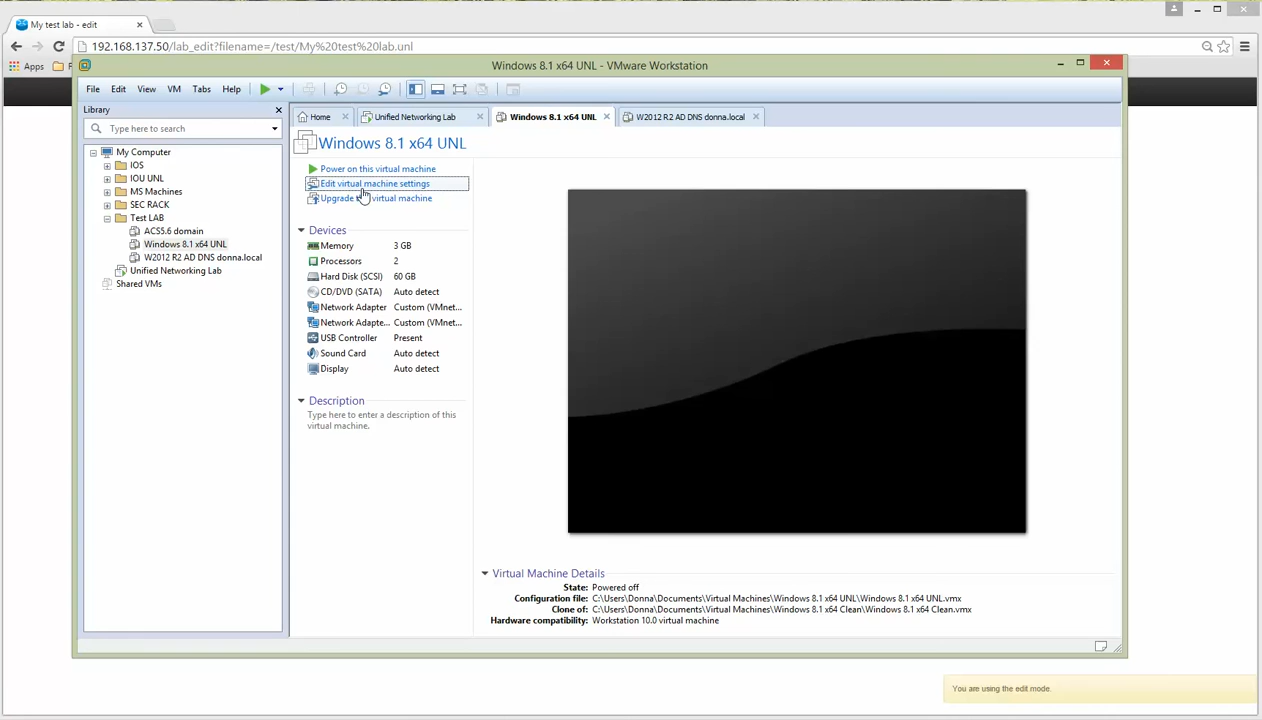 My test lab - edit
192.168.137.50/lab_edit?filename=/test/My%20test%20lab.unl
Apps
Windows 8.1 x64 UNL - VMware Workstation
File Edit View VM Tabs Help
Library
Type here to search
My Computer
IOS
IOU UNL
MS Machines
SEC RACK
Test LAB
ACS5.6 domain
Windows 8.1 x64 UNL
W2012 R2 AD DNS donna.local
Unified Networking Lab
Shared VMs
Home Unified Networking Lab Windows 8.1 x64 UNL W2012 R2 AD DNS donna.local
Windows 8.1 x64 UNL
Power on this virtual machine
Edit virtual machine settings
Upgrade virtual machine
Devices
Memory 3 GB
Processors 2
Hard Disk (SCSI) 60 GB
CD/DVD (SATA) Auto detect
Network Adapter Custom (VMnet...
Network Adapte... Custom (VMnet...
USB Controller Present
Sound Card Auto detect
Display Auto detect
Description
Type here to enter a description of this
virtual machine.
Virtual Machine Details
State: Powered off
Configuration file: C:\Users\Donna\Documents\Virtual Machines\Windows 8.1 x64 UNL\Windows 8.1 x64 UNL.vmx
Clone of: C:\Users\Donna\Documents\Virtual Machines\Windows 8.1 x64 Clean\Windows 8.1 x64 Clean.vmx
Hardware compatibility: Workstation 10.0 virtual machine
You are using the edit mode.